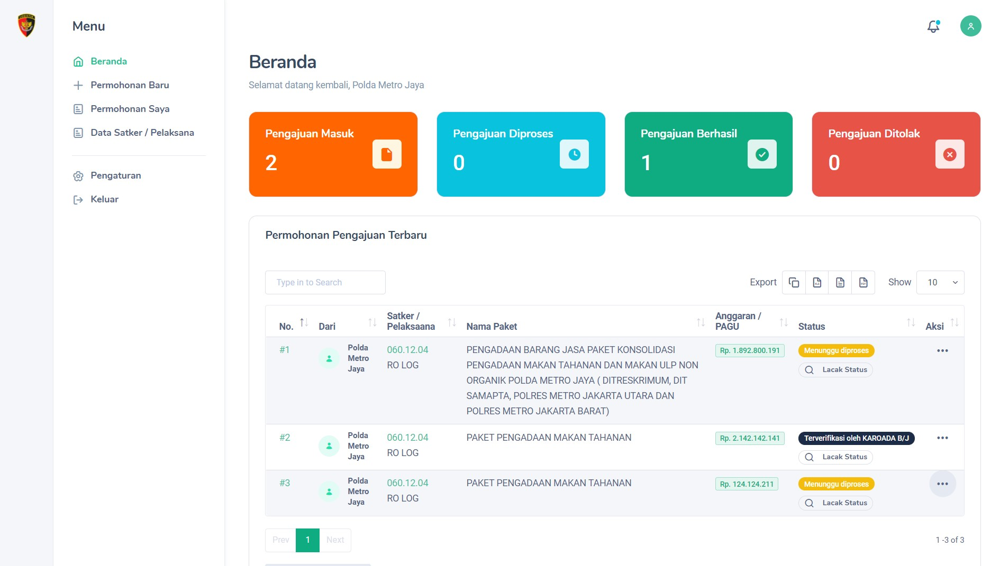 Menu
Beranda
Permohonan Baru
Permohonan Saya
Data Satker / Pelaksana
Pengaturan
Keluar
Beranda
Selamat datang kembali, Polda Metro Jaya
Pengajuan Masuk
2
Pengajuan Diproses
0
Pengajuan Berhasil
1
Pengajuan Ditolak
0
Permohonan Pengajuan Terbaru
Type in to Search
Export
XLS
PDF
Show
10
No.
Dari
Satker /
Pelaksaana
Nama Paket
Anggaran /
PAGU
Status
Aksi
#1
Polda
Metro
Jaya
060.12.04
RO LOG
PENGADAAN BARANG JASA PAKET KONSOLIDASI
PENGADAAN MAKAN TAHANAN DAN MAKAN ULP NON
ORGANIK POLDA METRO JAYA ( DITRESKRIMUM, DIT
SAMAPTA, POLRES METRO JAKARTA UTARA DAN
POLRES METRO JAKARTA BARAT)
Rp. 1.892.800.191
Menunggu diproses
Lacak Status
#2
Polda
Metro
Jaya
060.12.04
RO LOG
PAKET PENGADAAN MAKAN TAHANAN
Rp. 2.142.142.141
Terverifikasi oleh KAROADA B/J
Lacak Status
#3
Polda
Metro
Jaya
060.12.04
RO LOG
PAKET PENGADAAN MAKAN TAHANAN
Rp. 124.124.211
Menunggu diproses
Lacak Status
Prev
1
Next
1 -3 of 3